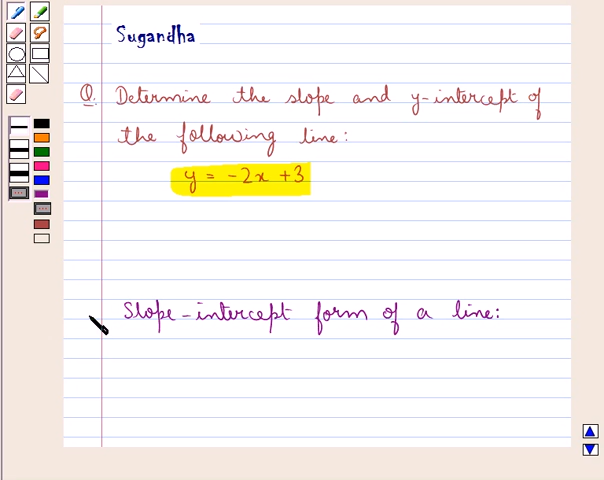 Sugandha
Q. Determine the slope and y-intercept of
the following line:
y = -2x +3
Slope-intercept form of a line: